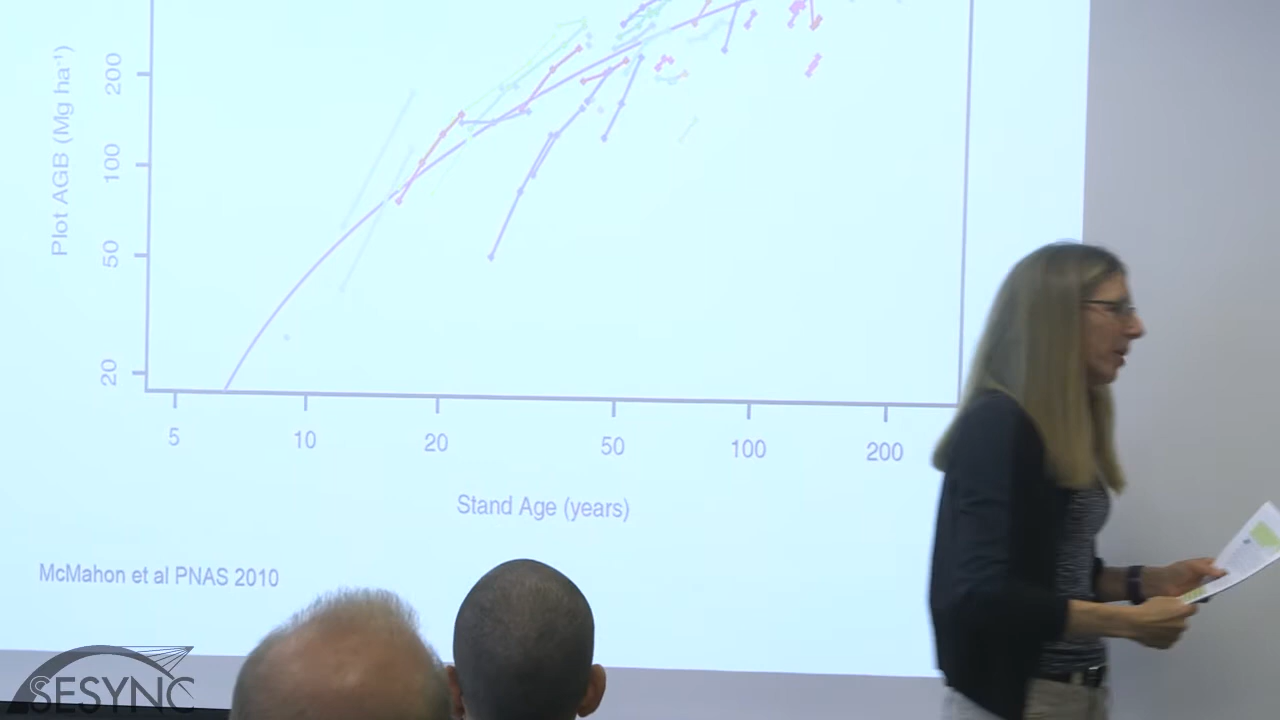 Plot AGB (Mg ha⁻¹)
200
100
50
20
5 10 20 50 100 200
Stand Age (years)
McMahon et al PNAS 2010
SESYNC